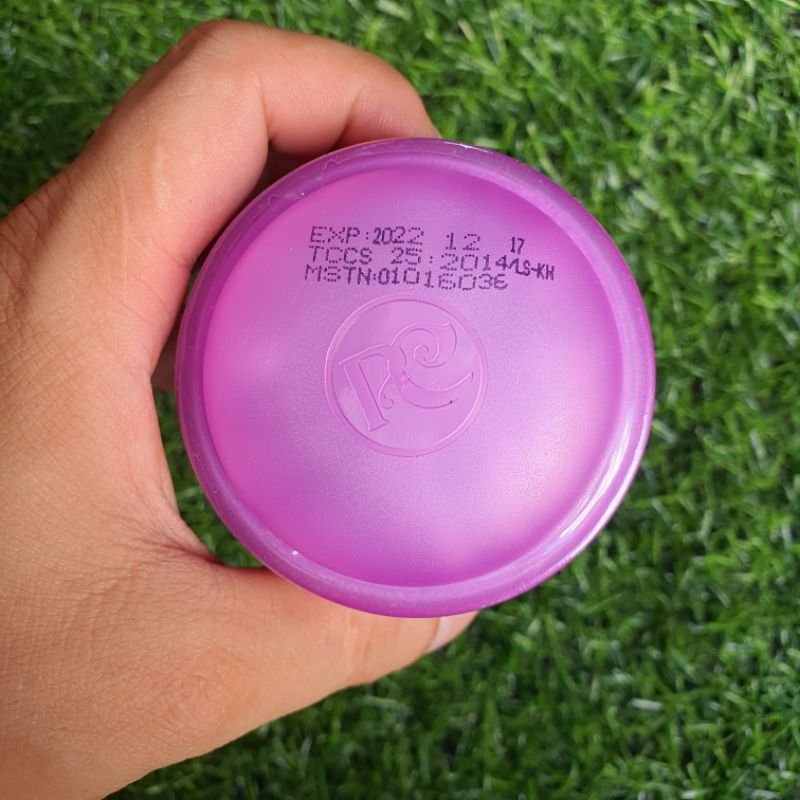 EXP:2022 12 17
TCCS 25:2014/LS-KH
MSTN:01016036